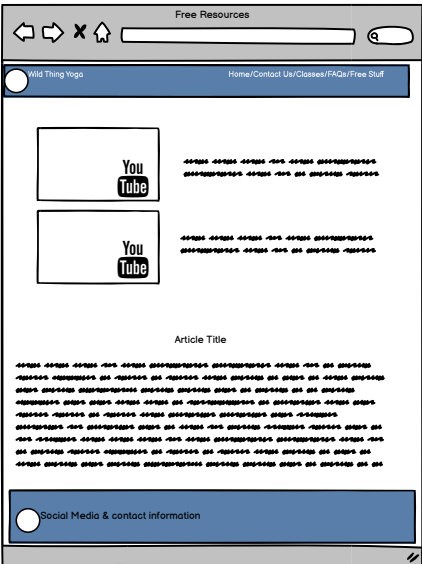 Free Resources
Wild Thing Yoga
Home/Contact Us/Classes/FAQs/Free Stuff
You
Tube
You
Tube
Article Title
Social Media & contact information